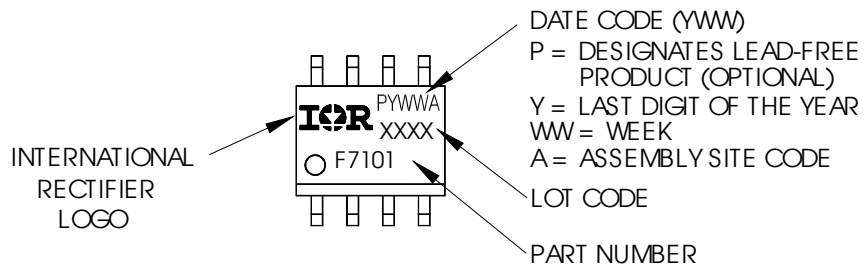 DATE CODE (YWW)
P = DESIGNATES LEAD-FREE
PRODUCT (OPTIONAL)
Y = LAST DIGIT OF THE YEAR
WW = WEEK
A = ASSEMBLY SITE CODE
LOT CODE
PART NUMBER
INTERNATIONAL
RECTIFIER
LOGO
IOR
PYWWA
XXXX
F7101